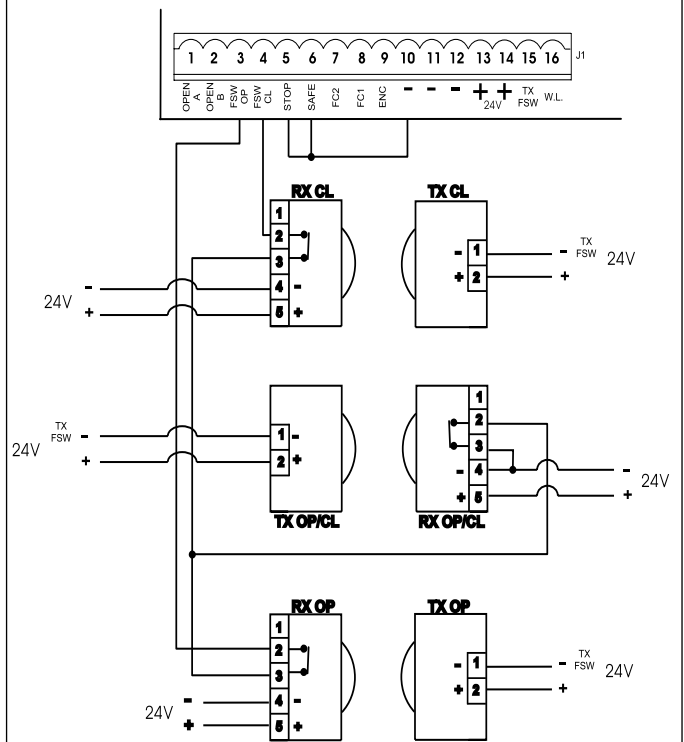 1 2 3 4 5 6 7 8 9 10 11 12 13 14 15 16 J1
OPEN A
OPEN B
FSW OP
FSW CL
STOP
SAFE
FC2
FC1
ENC
- - -
+ +
24V
TX FSW
W.L.
RX CL
1
2
3
4 -
5 +
24V
-
+
TX CL
- 1
+ 2
- TX FSW
+
24V
24V
TX FSW -
+
1 -
2 +
TX OP/CL
1
2
3
- 4
+ 5
RX OP/CL
-
+
24V
RX OP
1
2
3
4 -
5 +
24V
-
+
TX OP
- 1
+ 2
- TX FSW
+
24V